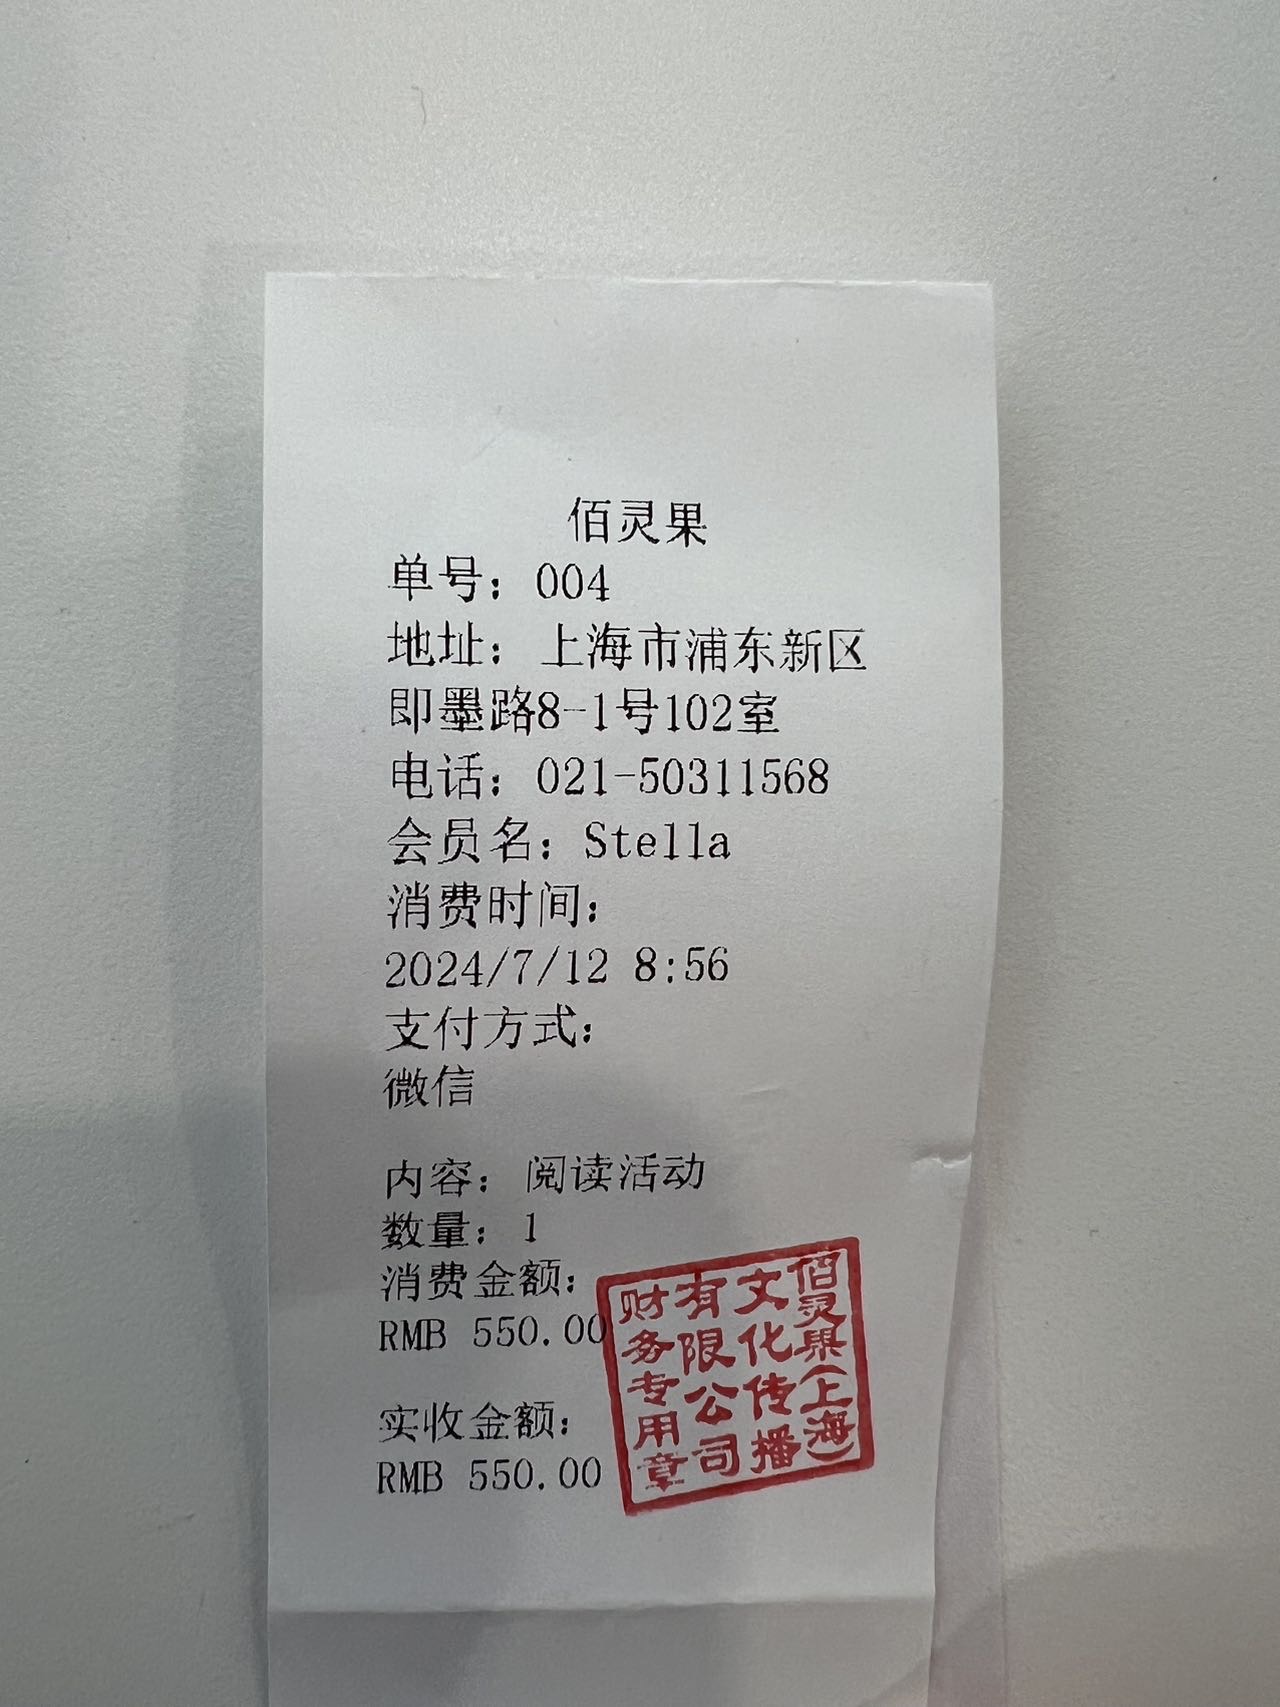 佰灵果
单号：004
地址：上海市浦东新区
即墨路8-1号102室
电话：021-50311568
会员名：Stella
消费时间：
2024/7/12 8:56
支付方式：
微信
内容：阅读活动
数量：1
消费金额：
RMB 550.00
实收金额：
RMB 550.00
佰灵果（上海）
文化传播
有限公司
财务专用章